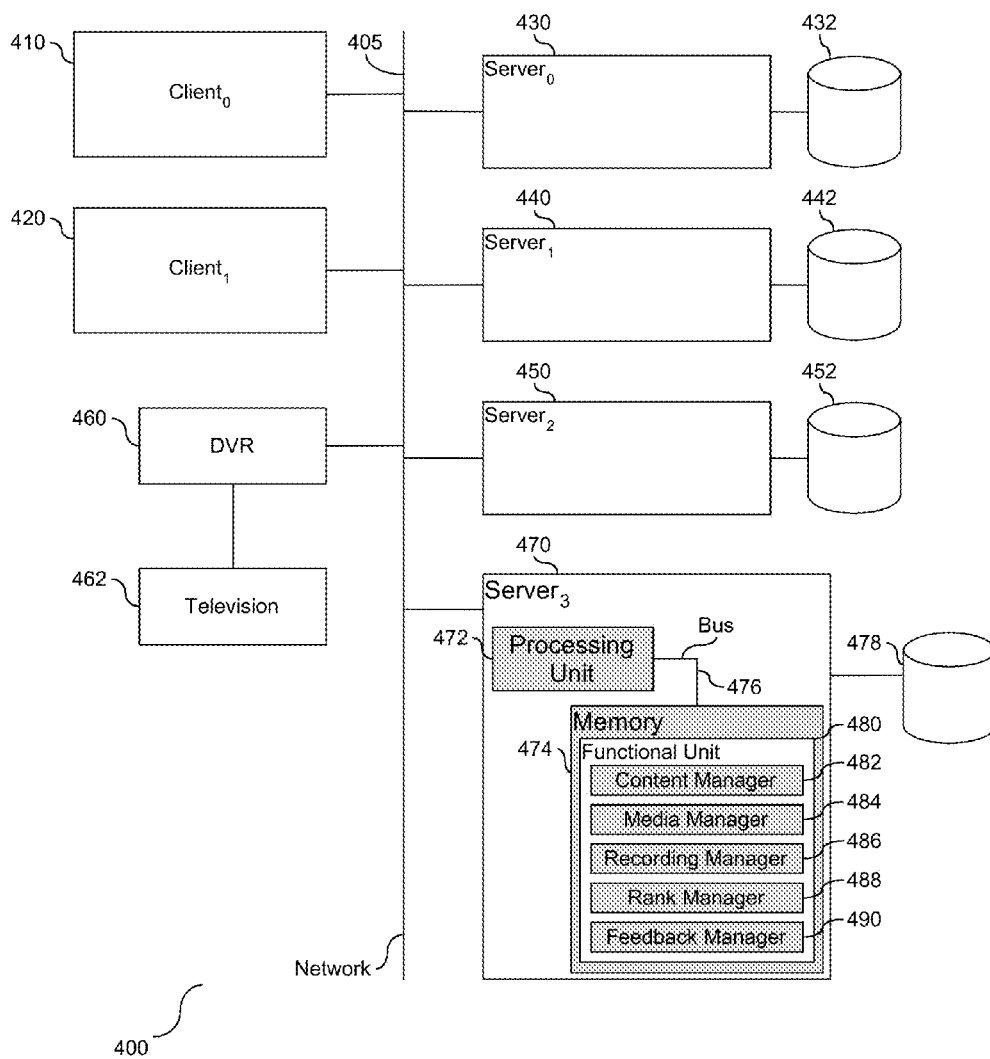 410
405
430
432
Client0
Server0
420
440
442
Client1
Server1
460
450
452
DVR
Server2
462
470
Television
Server3
472
Processing
Unit
Bus
476
478
Memory
480
474
Functional Unit
Content Manager
482
Media Manager
484
Recording Manager
486
Rank Manager
488
Feedback Manager
490
Network
400